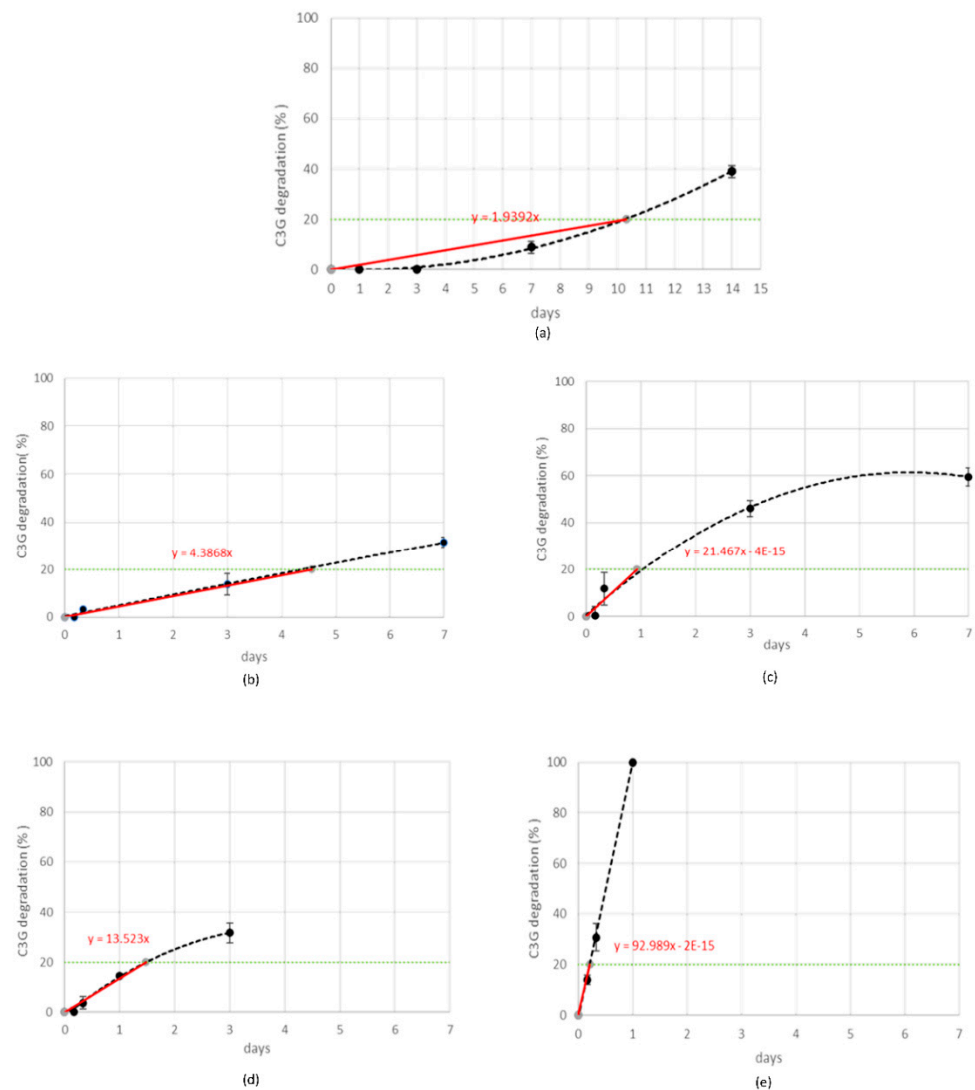 100
80
60
40
20
0
C3G degradation (% )
y = 1.9392x
0 1 2 3 4 5 6 7 8 9 10 11 12 13 14 15
days
(a)
100
80
60
40
20
0
C3G degradation( %)
y = 4.3868x
0 1 2 3 4 5 6 7
days
(b)
100
80
60
40
20
0
C3G degradation (% )
y = 21.467x - 4E-15
0 1 2 3 4 5 6 7
days
(c)
100
80
60
40
20
0
C3G degradation (% )
y = 13.523x
0 1 2 3 4 5 6 7
days
(d)
100
80
60
40
20
0
C3G degradation (% )
y = 92.989x - 2E-15
0 1 2 3 4 5 6 7
days
(e)